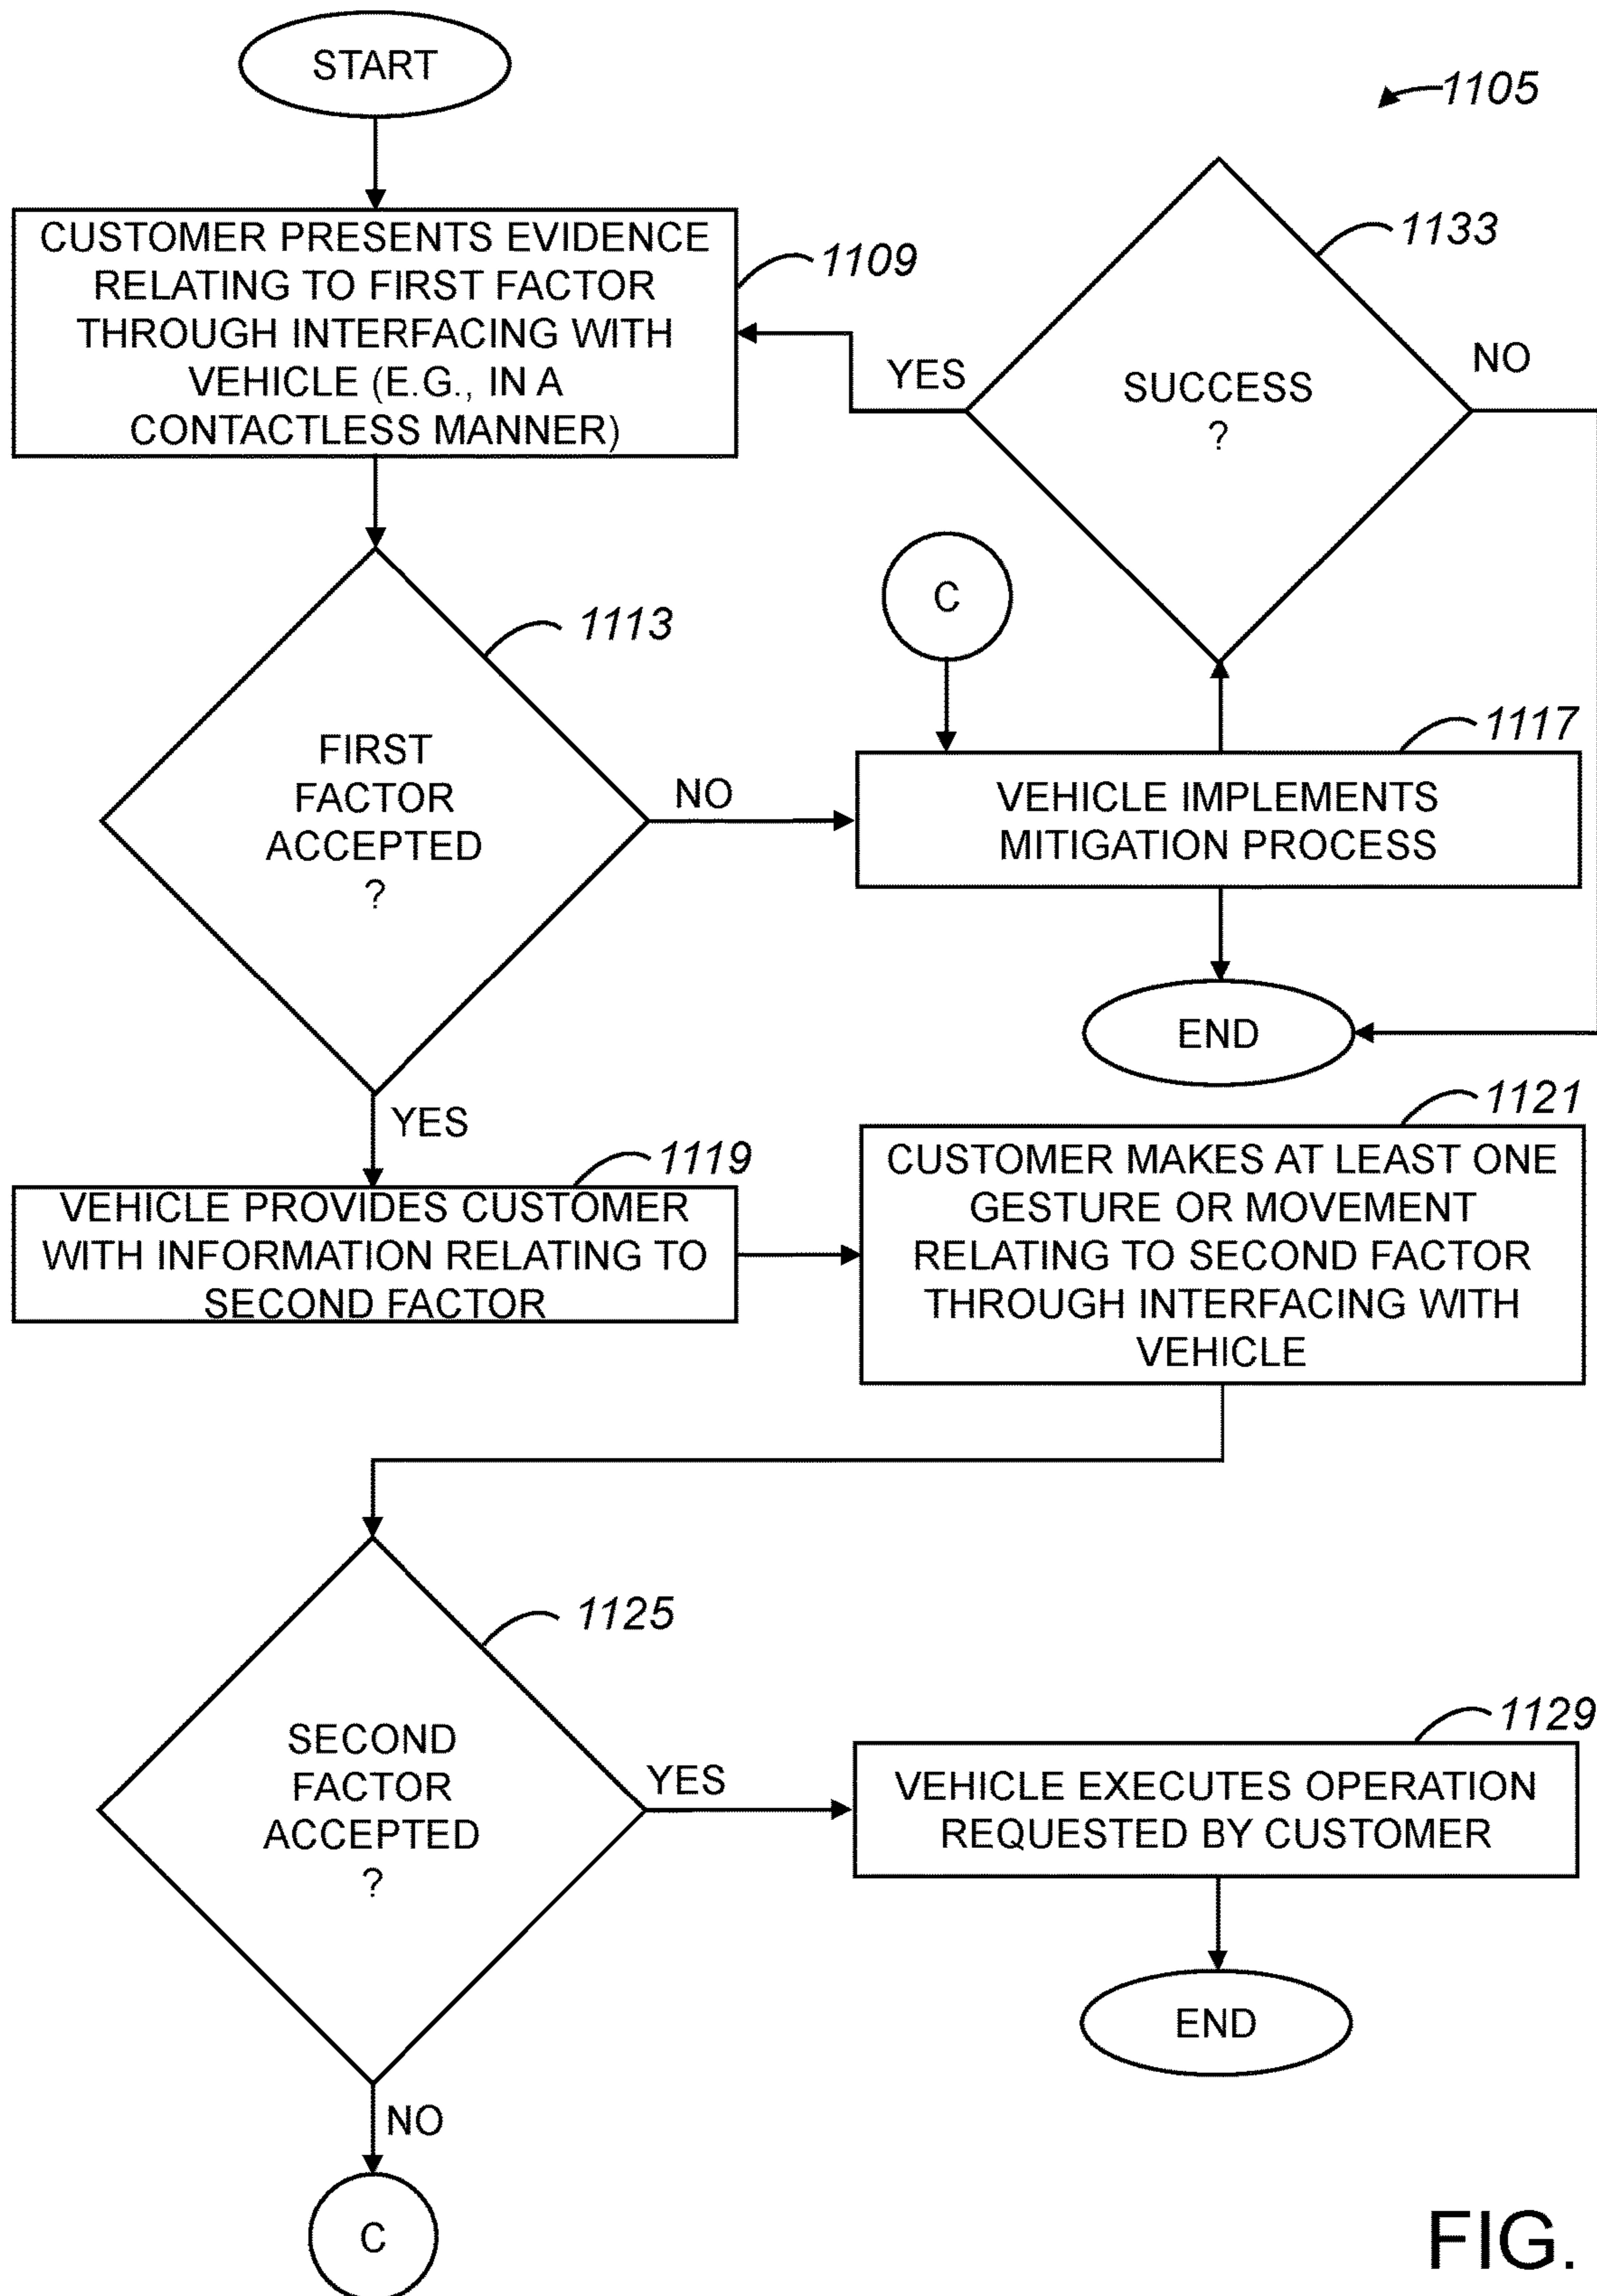 START
1105
CUSTOMER PRESENTS EVIDENCE
RELATING TO FIRST FACTOR
THROUGH INTERFACING WITH
VEHICLE (E.G., IN A
CONTACTLESS MANNER)
1109
1133
SUCCESS
?
YES
NO
C
1113
FIRST
FACTOR
ACCEPTED
?
NO
1117
VEHICLE IMPLEMENTS
MITIGATION PROCESS
END
YES
1119
VEHICLE PROVIDES CUSTOMER
WITH INFORMATION RELATING TO
SECOND FACTOR
1121
CUSTOMER MAKES AT LEAST ONE
GESTURE OR MOVEMENT
RELATING TO SECOND FACTOR
THROUGH INTERFACING WITH
VEHICLE
1125
SECOND
FACTOR
ACCEPTED
?
YES
1129
VEHICLE EXECUTES OPERATION
REQUESTED BY CUSTOMER
END
NO
C
FIG.